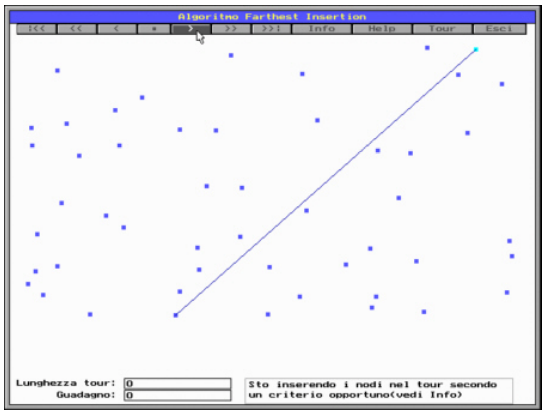 Algoritmo Farthest Insertion
!<< << < * > >> >>! Info Help Tour Esci
Lunghezza tour: 0
Guadagno: 0
Sto inserendo i nodi nel tour secondo
un criterio opportuno(vedi Info)